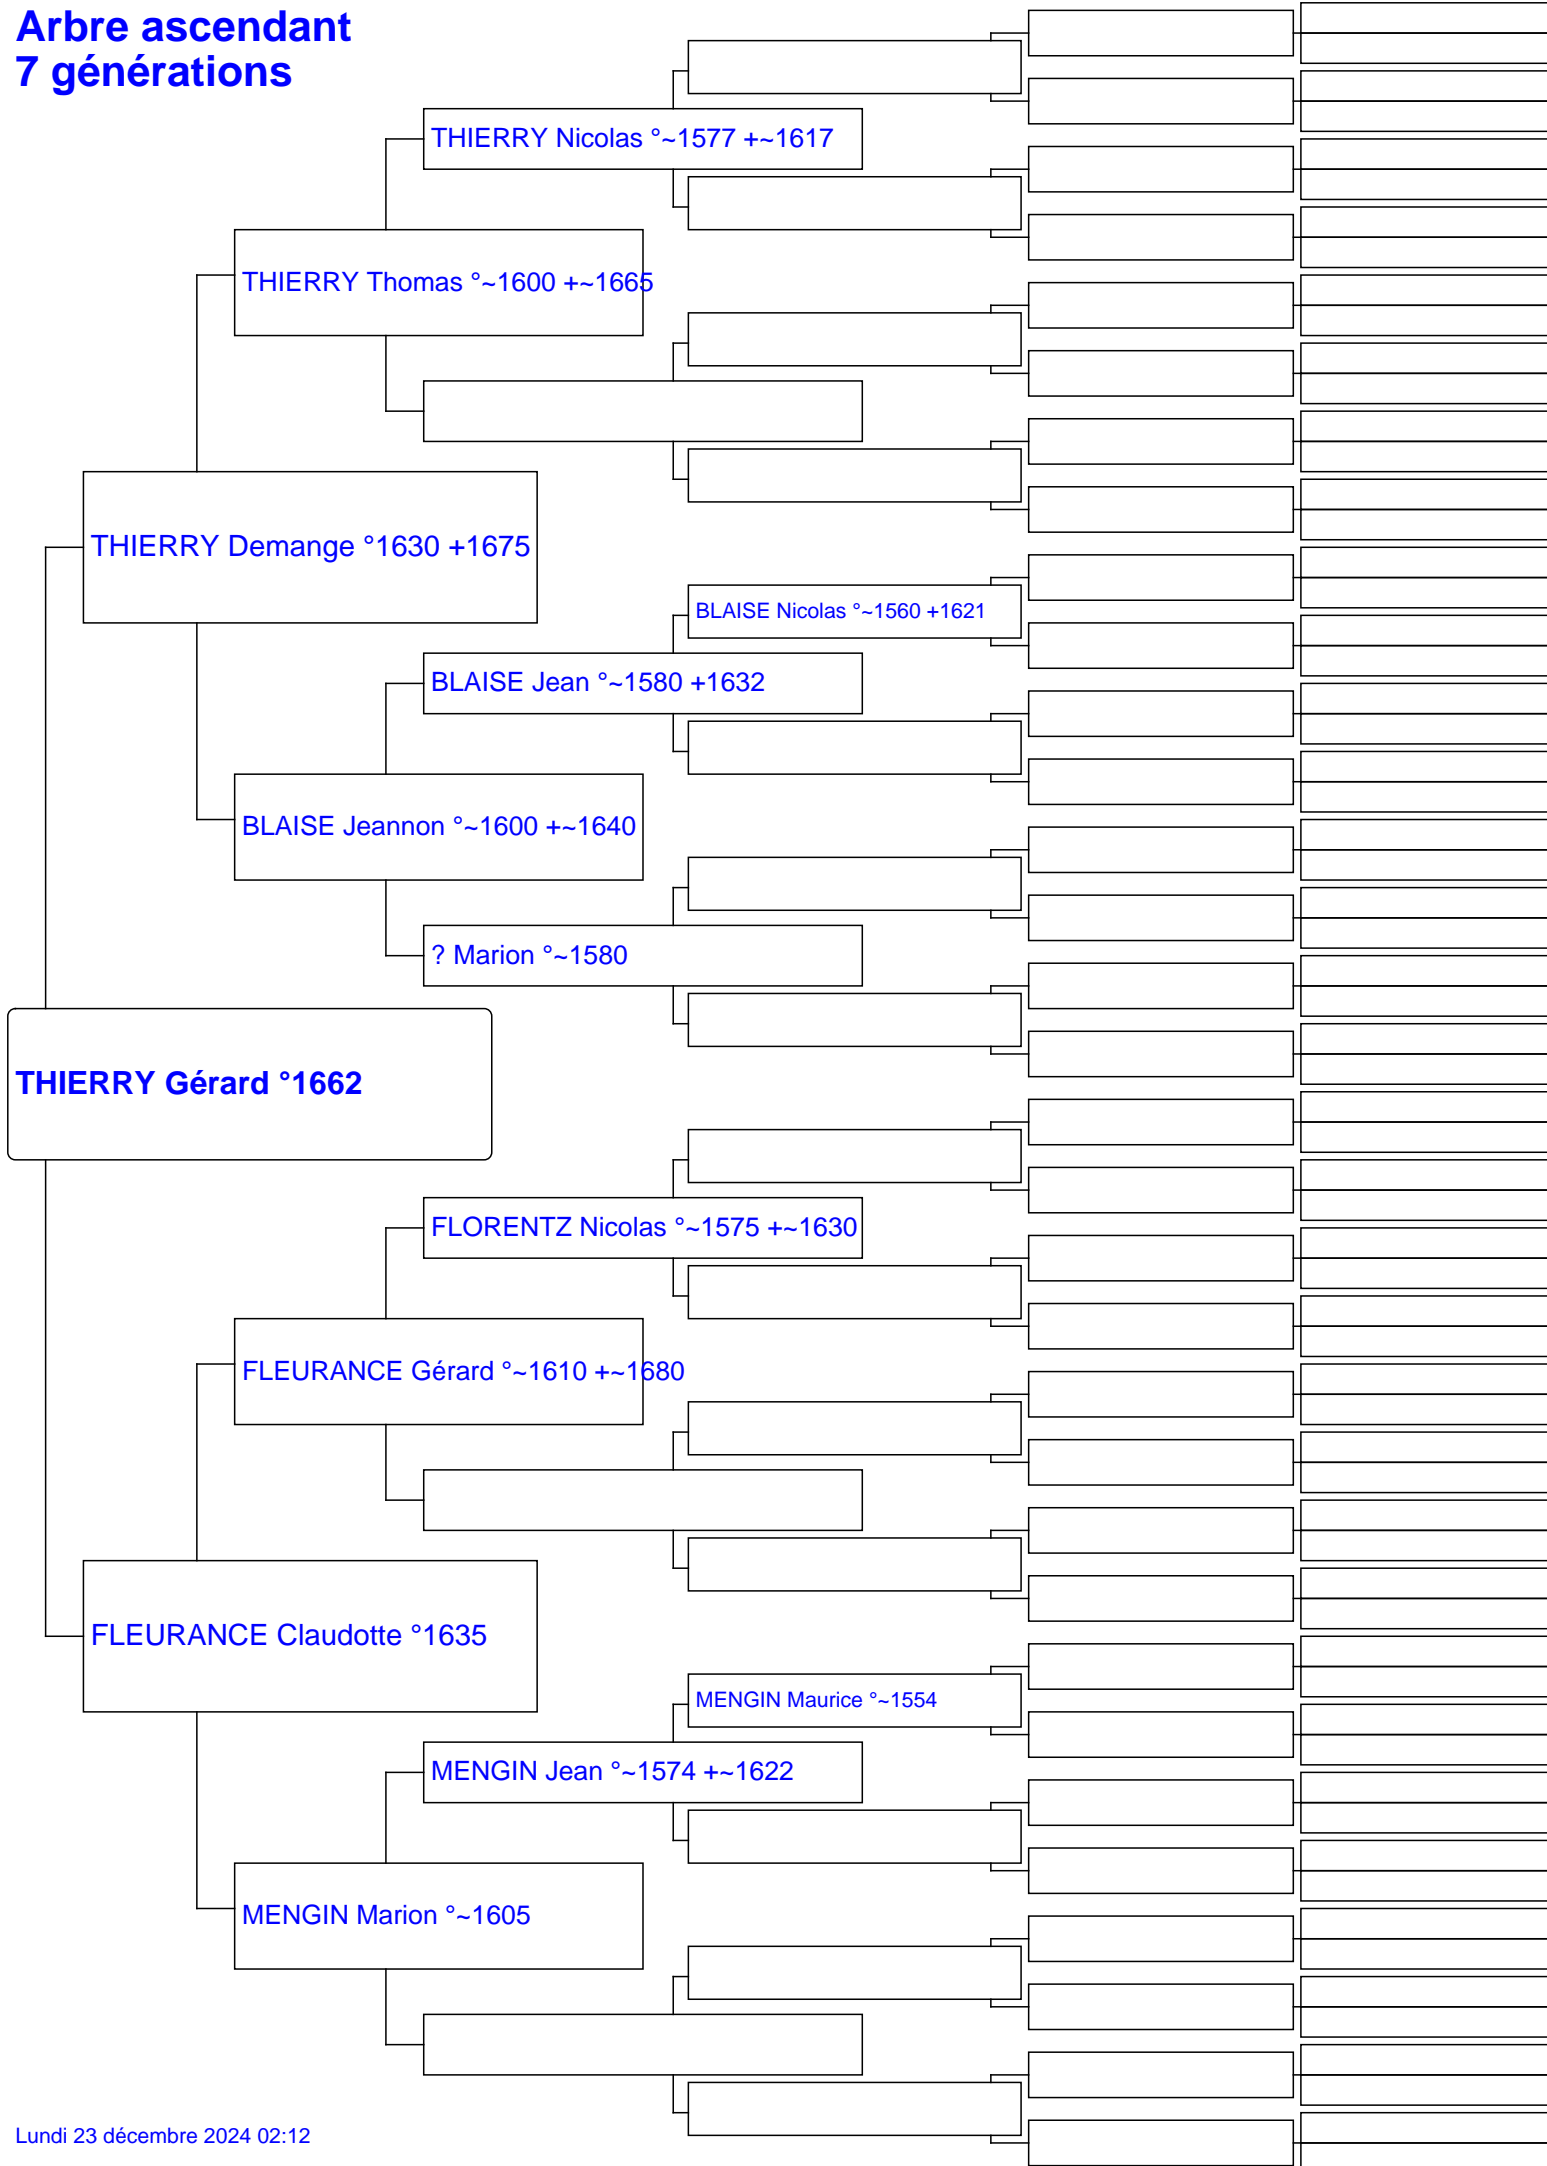 Arbre ascendant
7 générations
THIERRY Nicolas °~1577 +~1617
THIERRY Thomas °~1600 +~1665
THIERRY Demange °1630 +1675
BLAISE Nicolas °~1560 +1621
BLAISE Jean °~1580 +1632
BLAISE Jeannon °~1600 +~1640
? Marion °~1580
THIERRY Gérard °1662
FLORENTZ Nicolas °~1575 +~1630
FLEURANCE Gérard °~1610 +~1680
FLEURANCE Claudotte °1635
MENGIN Maurice °~1554
MENGIN Jean °~1574 +~1622
MENGIN Marion °~1605
Lundi 23 décembre 2024 02:12